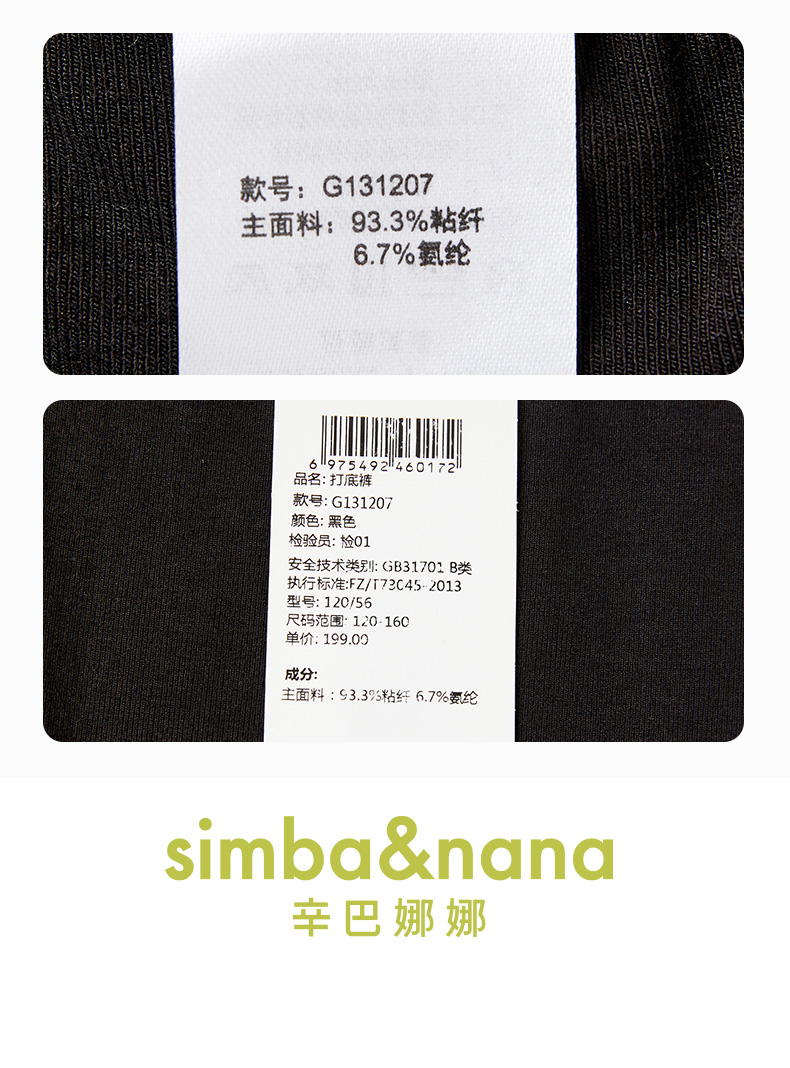 款号：G131207
主面料：93.3%粘纤
6.7%氨纶
6 975492 460172
品名: 打底裤
款号: G131207
颜色: 黑色
检验员: 检01
安全技术类别: GB31701 B类
执行标准:FZ/T73045-2013
型号: 120/56
尺码范围: 120-160
单价: 199.00
成分:
主面料：93.3%粘纤 6.7%氨纶
simba&nana
辛巴娜娜